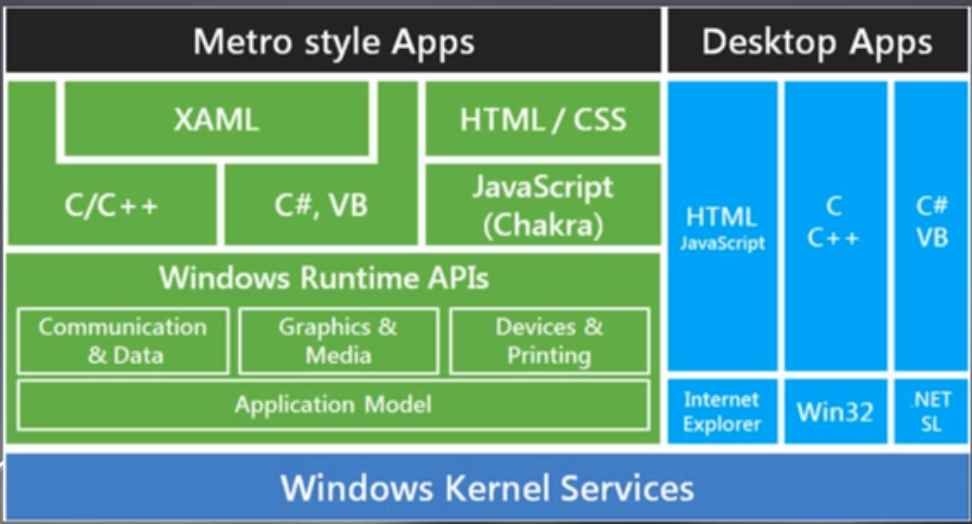 Metro style Apps
Desktop Apps
XAML
HTML / CSS
C/C++
C#, VB
JavaScript
(Chakra)
HTML
JavaScript
C
C++
C#
VB
Windows Runtime APIs
Communication
& Data
Graphics &
Media
Devices &
Printing
Application Model
Internet
Explorer
Win32
.NET
SL
Windows Kernel Services